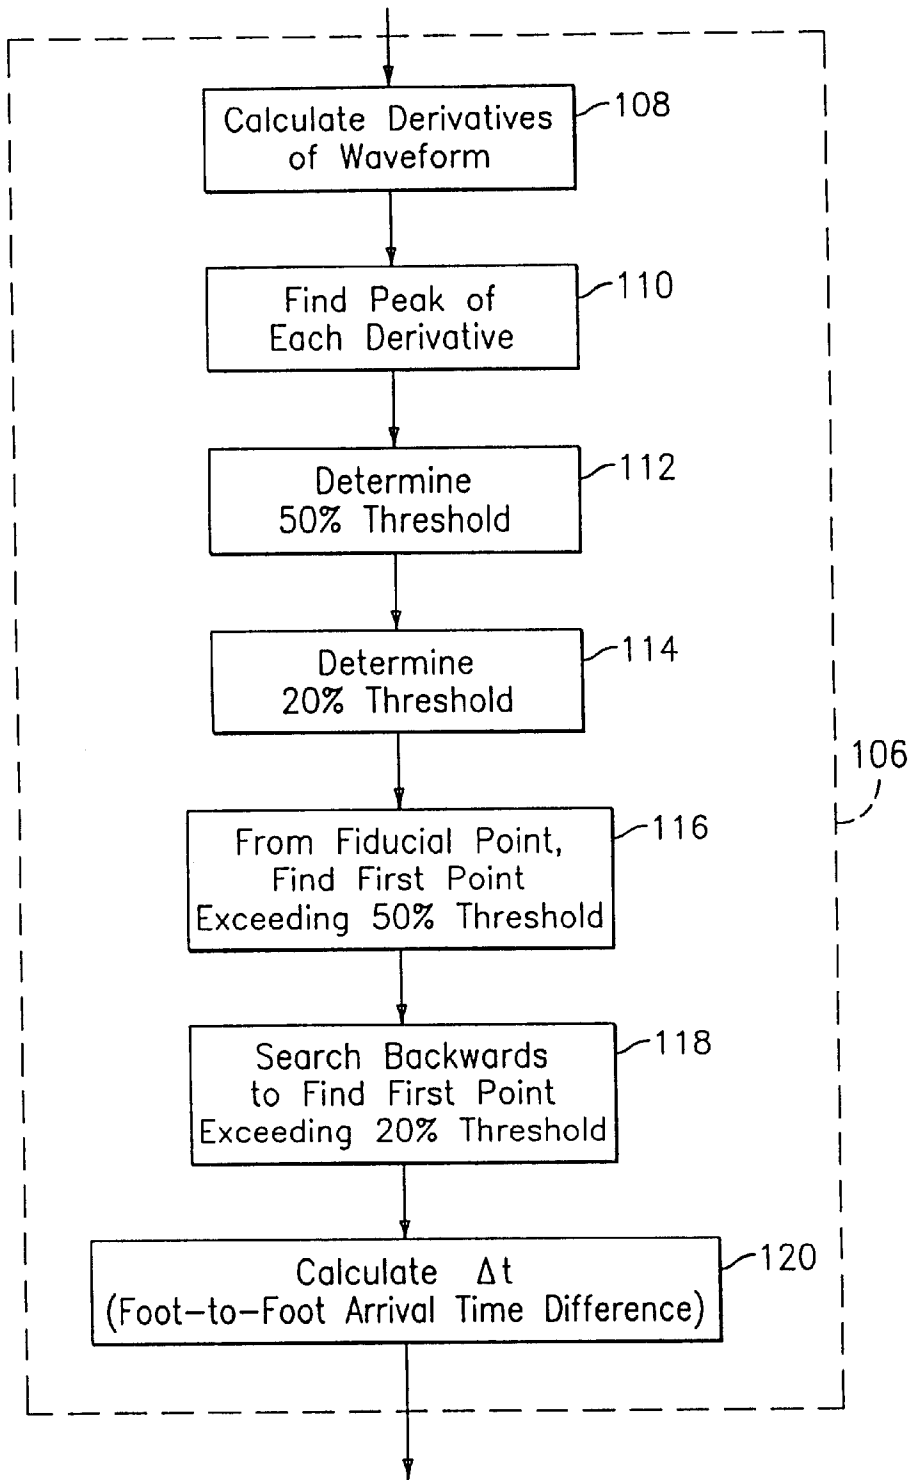 Calculate Derivatives
of Waveform
108
Find Peak of
Each Derivative
110
Determine
50% Threshold
112
Determine
20% Threshold
114
106
From Fiducial Point,
Find First Point
Exceeding 50% Threshold
116
Search Backwards
to Find First Point
Exceeding 20% Threshold
118
Calculate Δt
(Foot-to-Foot Arrival Time Difference)
120